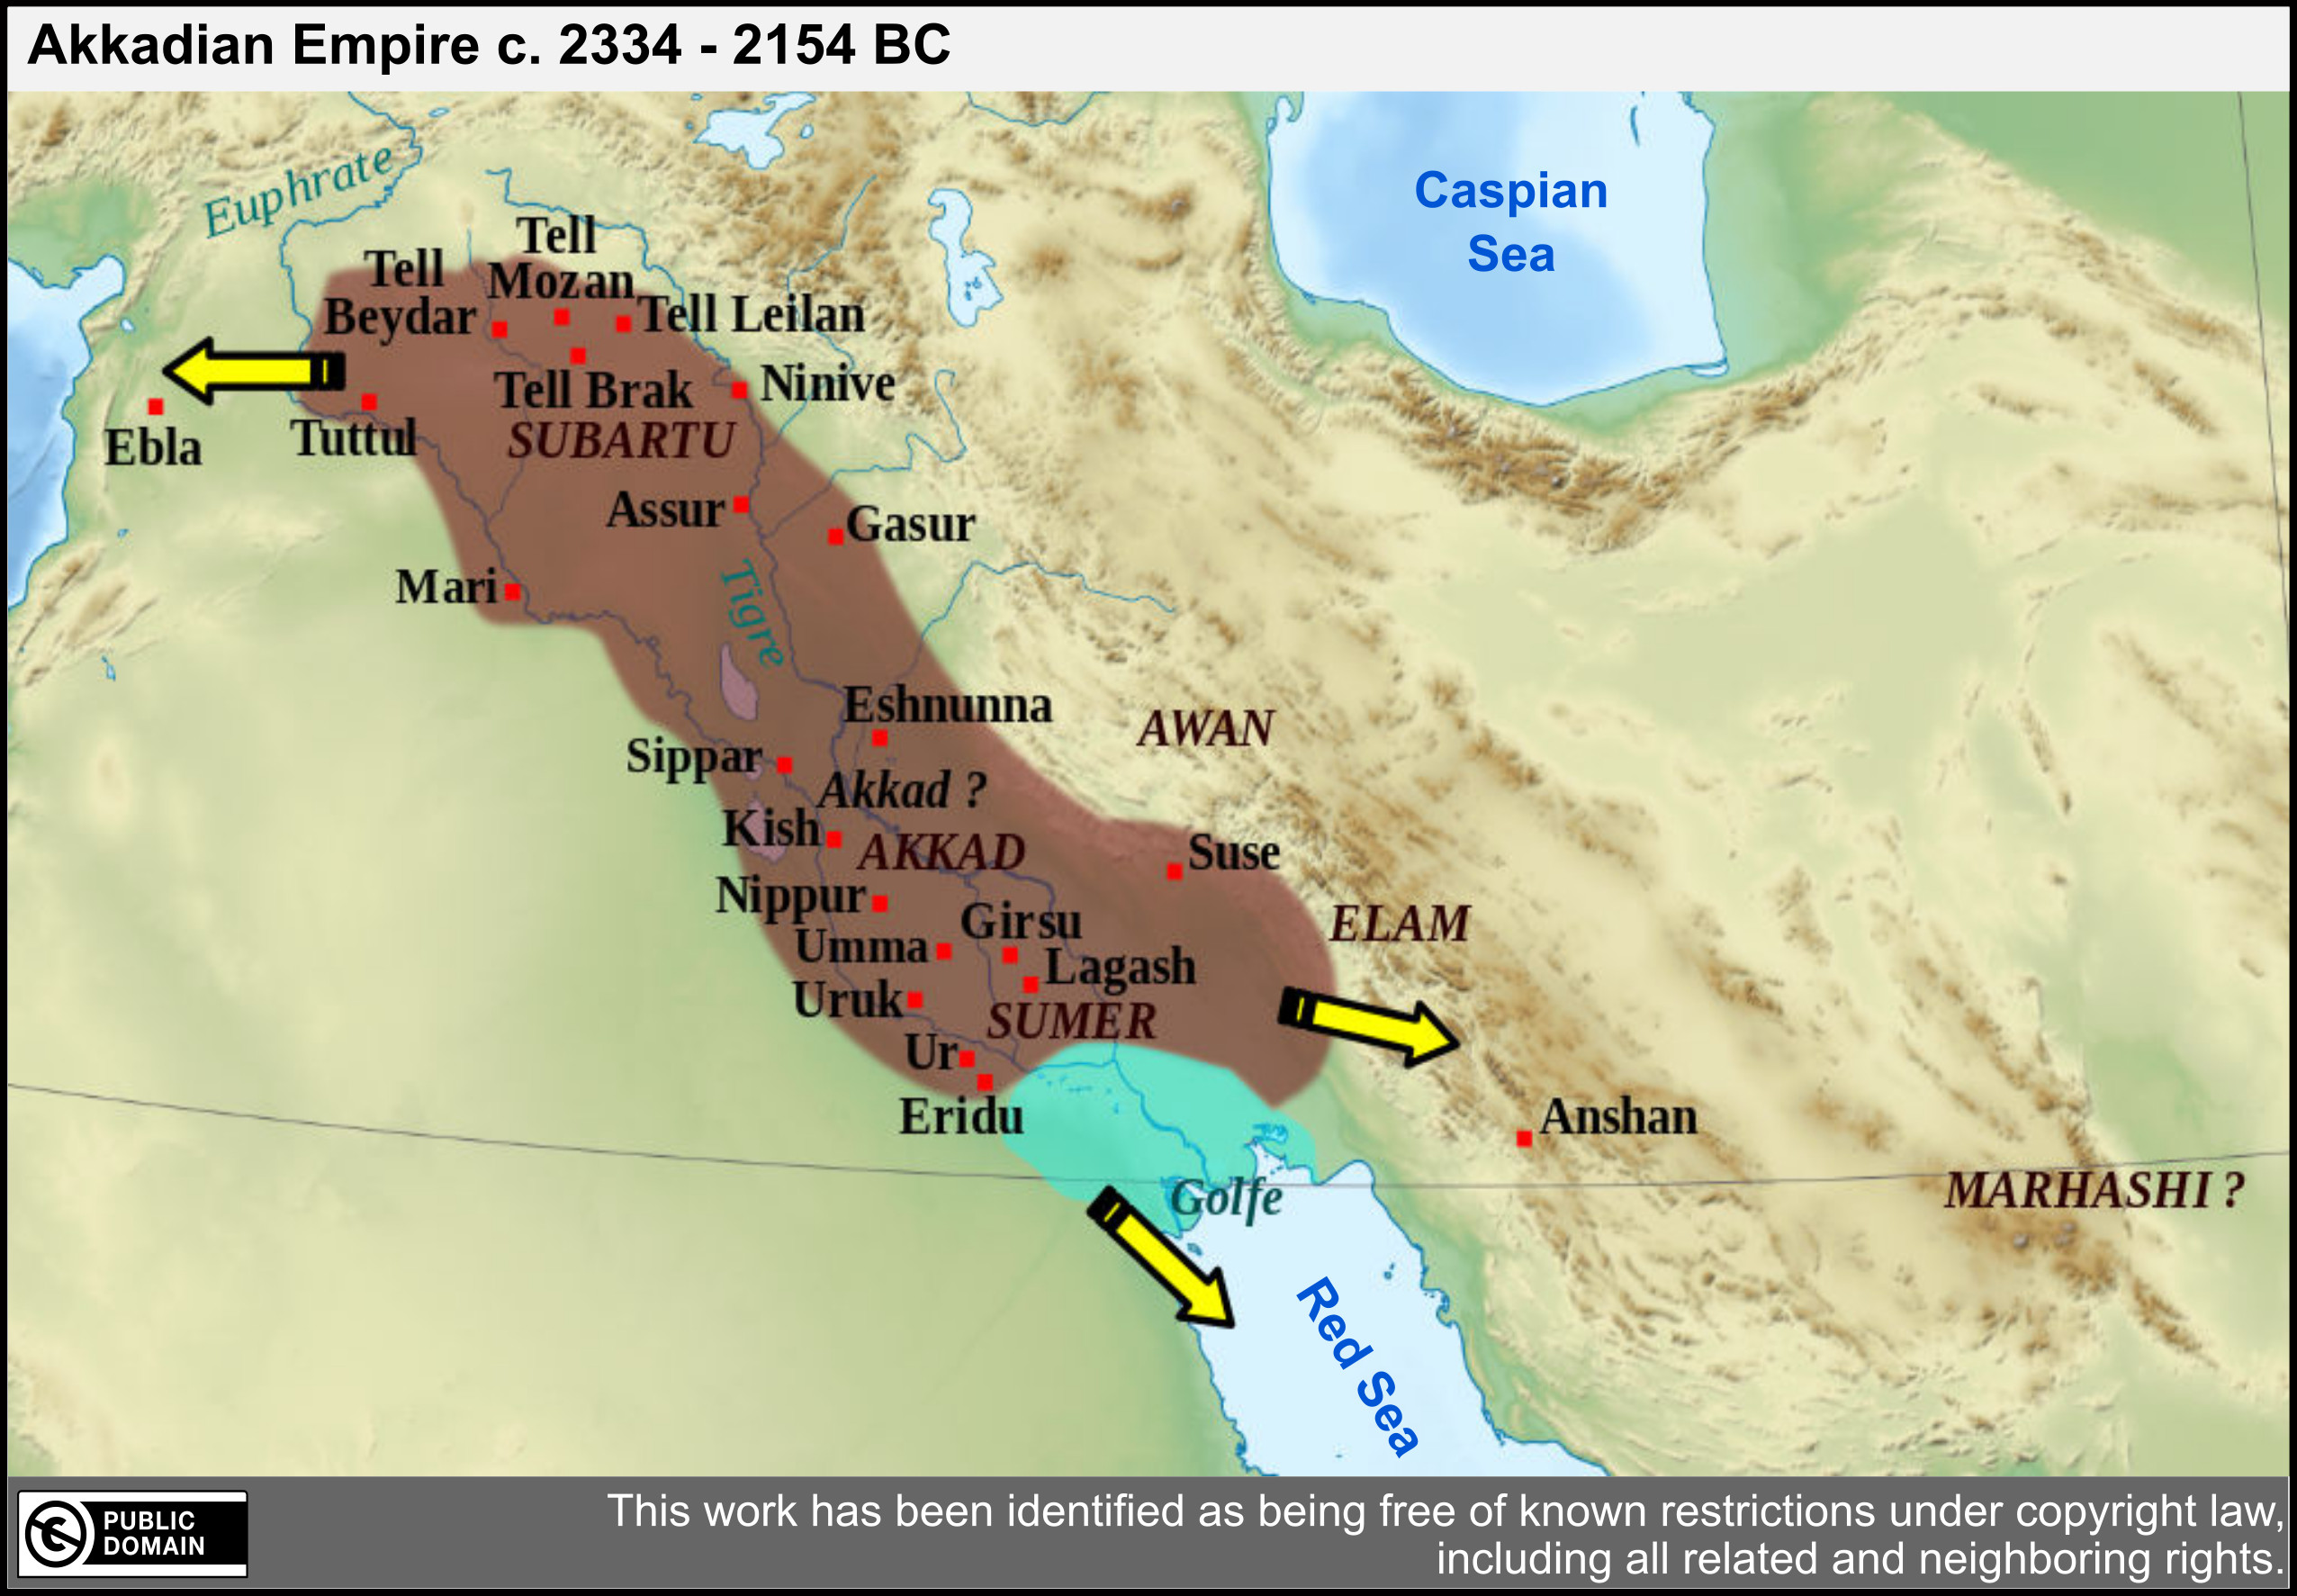 Akkadian Empire c. 2334 - 2154 BC
Euphrate
Caspian
Sea
Tell
Mozan
Tell
Beydar
Tell Leilan
Tell Brak
Ninive
SUBARTU
Ebla
Tuttul
Assur
Gasur
Mari
Tigre
Eshnunna
AWAN
Sippar
Akkad ?
Kish
AKKAD
Suse
Nippur
Girsu
ELAM
Umma
Lagash
Uruk
SUMER
Ur
Eridu
Anshan
Golfe
MARHASHI ?
Red Sea
PUBLIC
DOMAIN
This work has been identified as being free of known restrictions under copyright law,
including all related and neighboring rights.